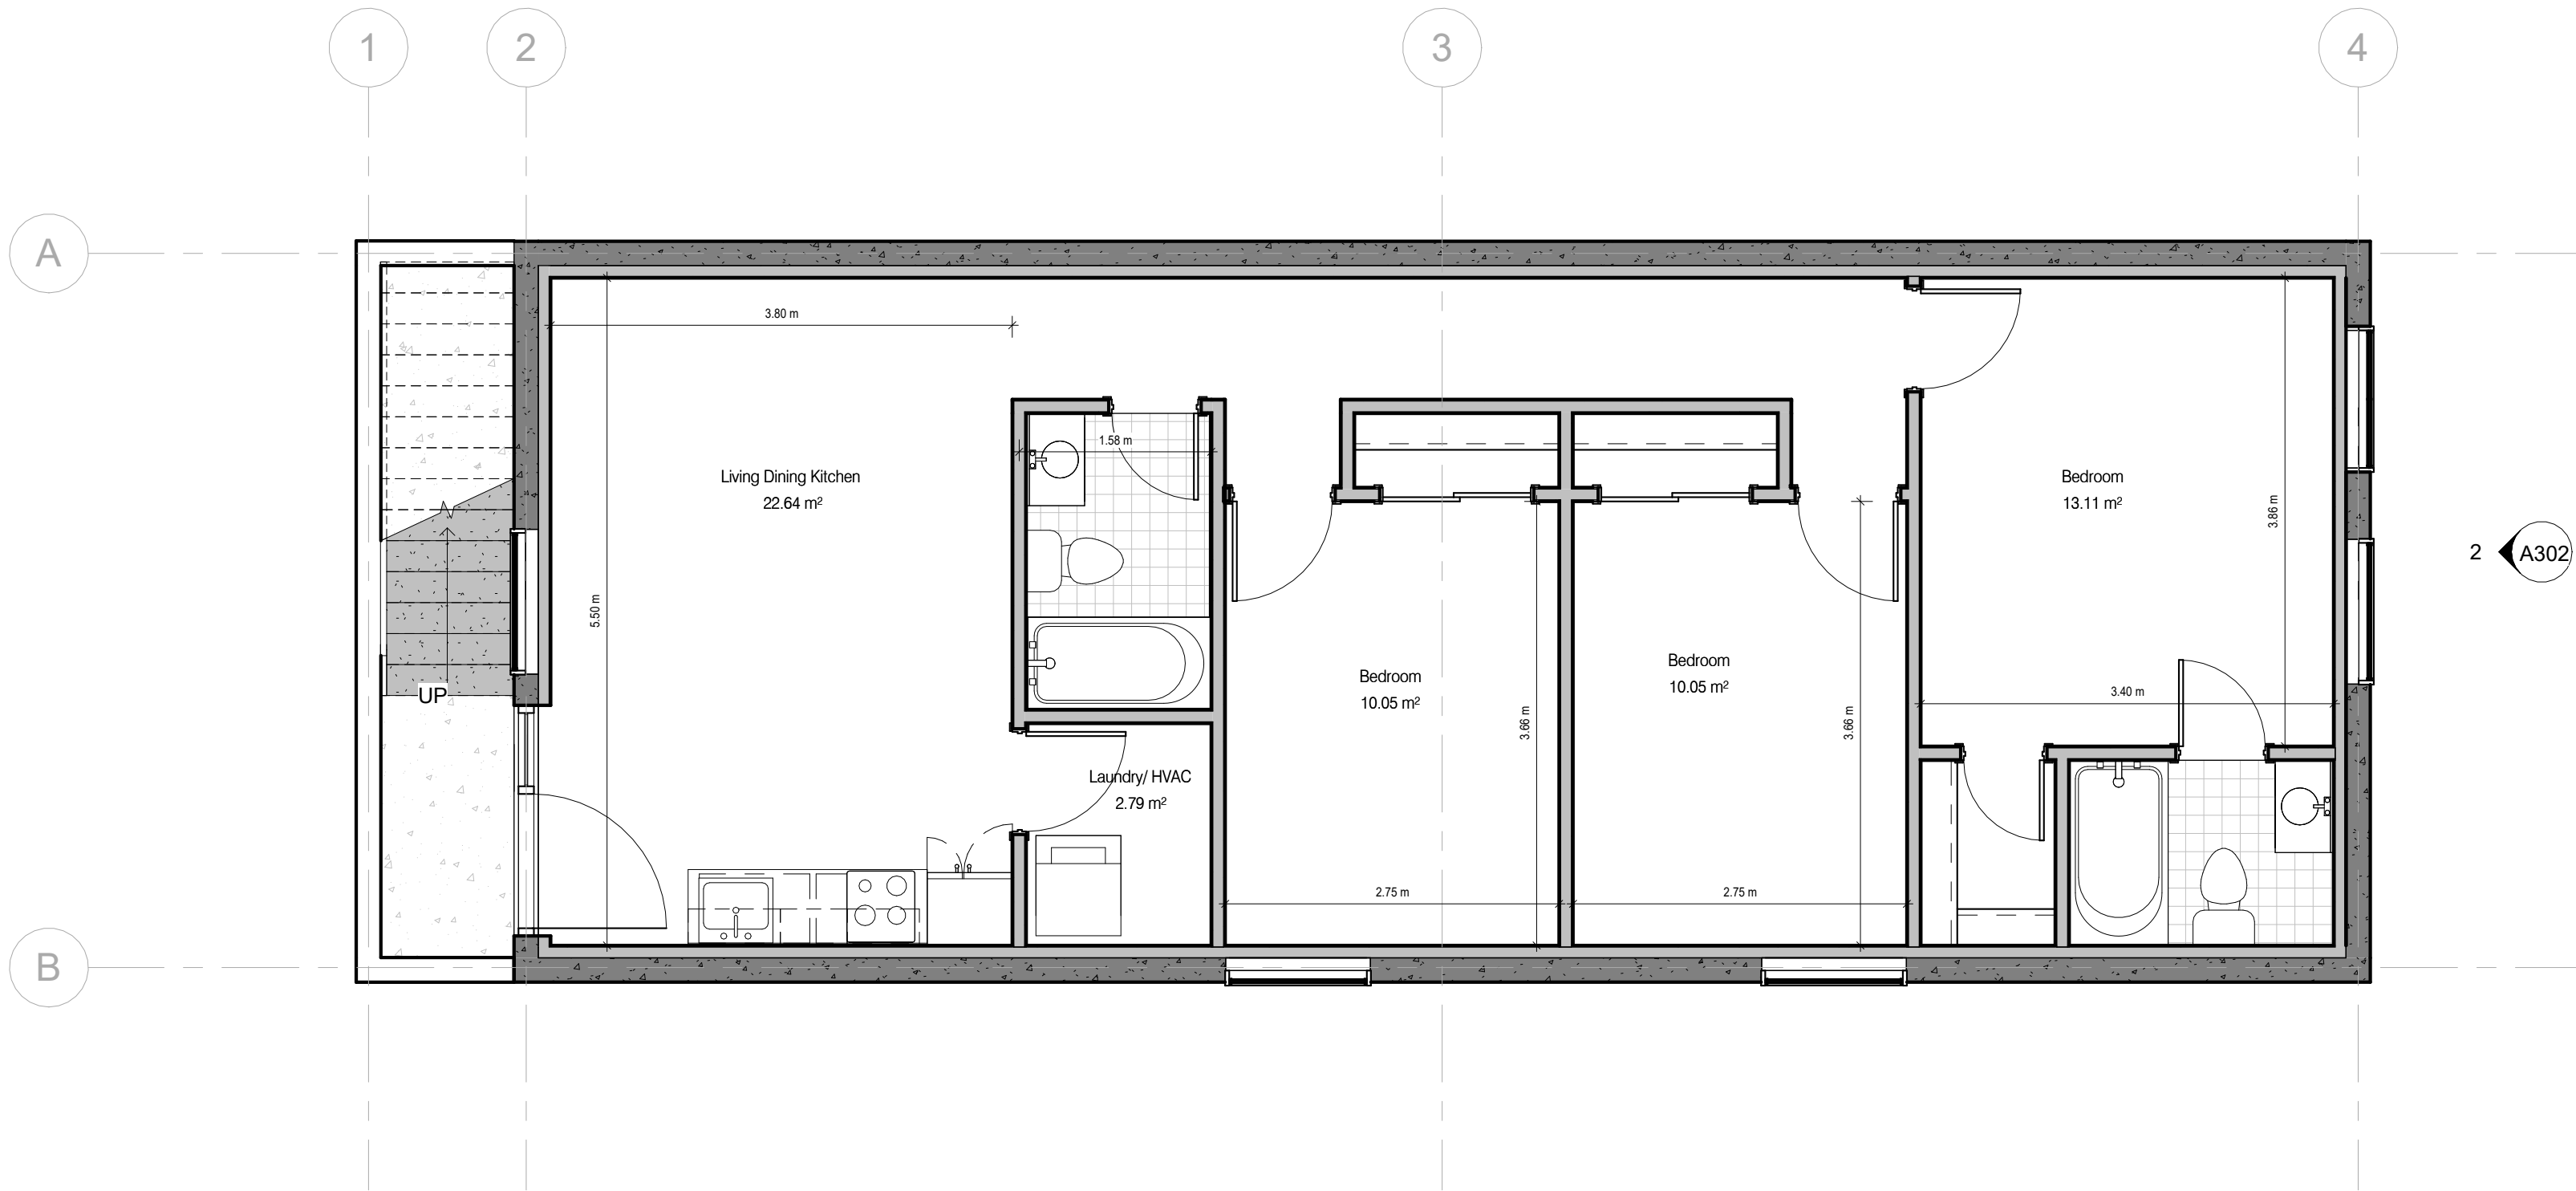 1
2
3
4
A
3.80 m
1.58 m
Living Dining Kitchen
22.64 m²
Bedroom
13.11 m²
3.86 m
2
A302
5.50 m
UP
Bedroom
10.05 m²
3.66 m
Bedroom
10.05 m²
3.66 m
3.40 m
Laundry/ HVAC
2.79 m²
2.75 m
2.75 m
B